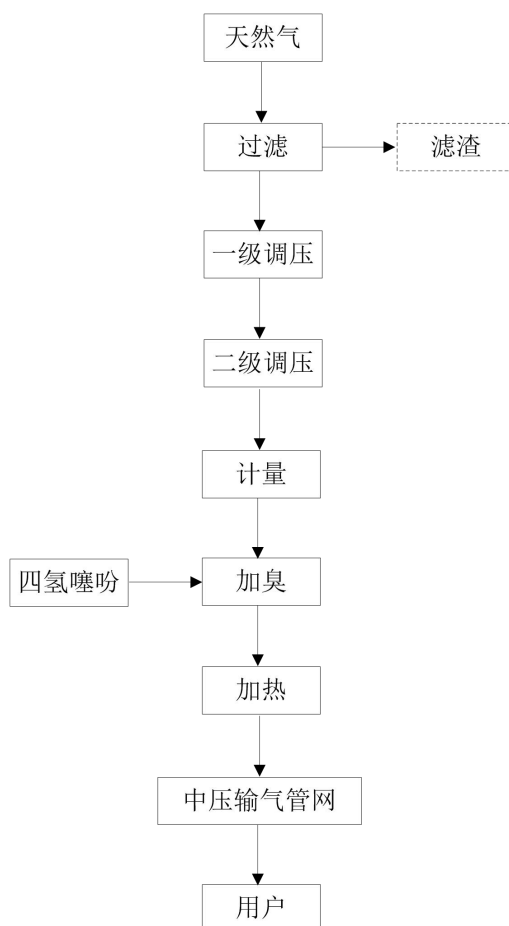 天然气
过滤
滤渣
一级调压
二级调压
计量
四氢噻吩
加臭
加热
中压输气管网
用户